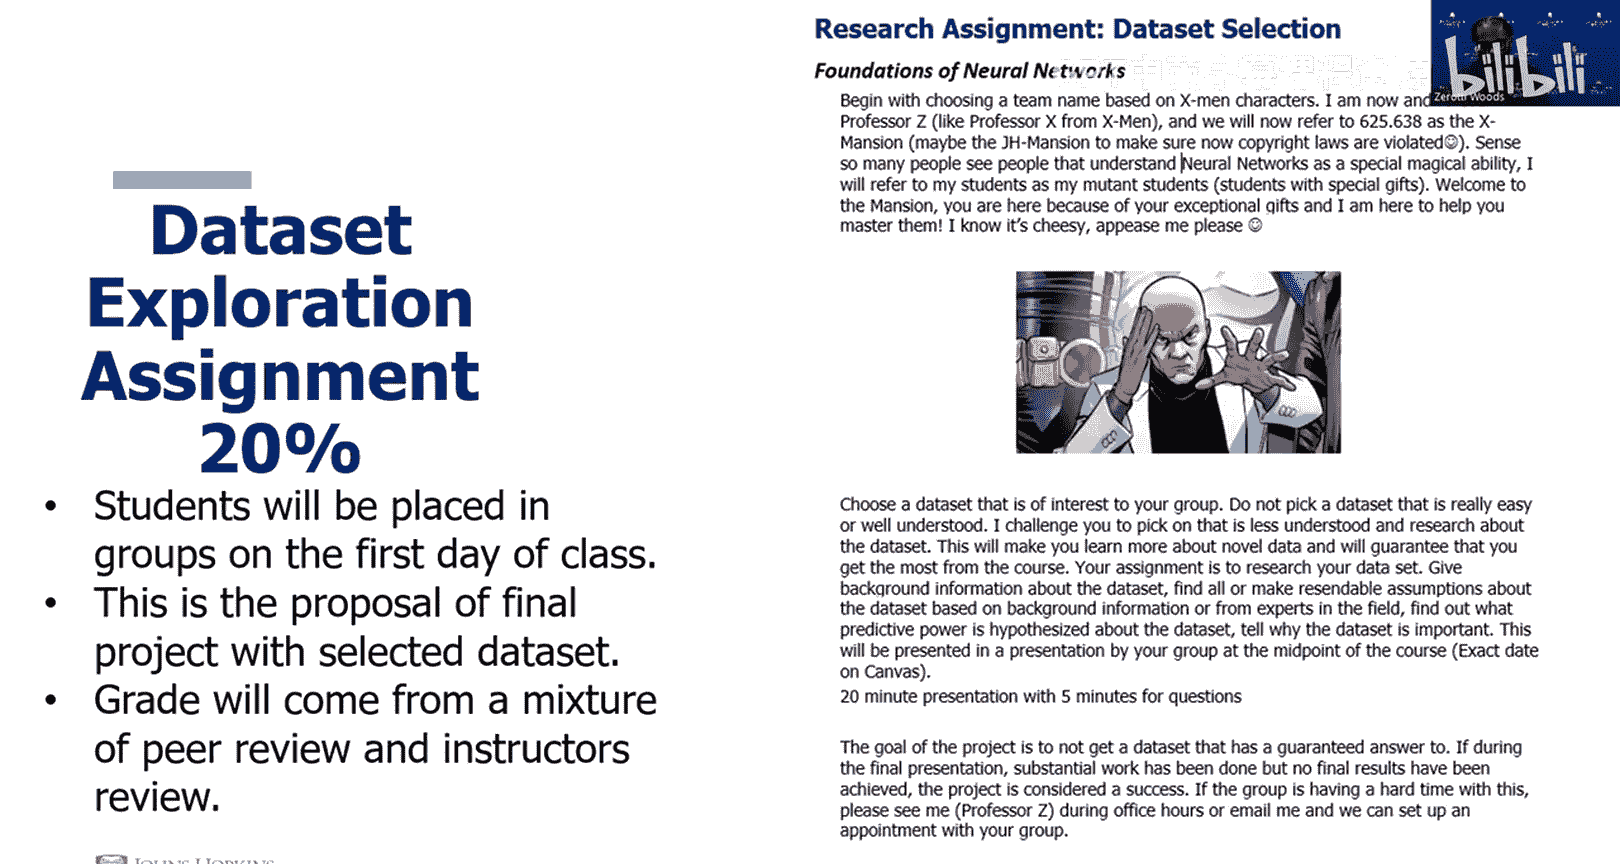 Dataset
Exploration
Assignment
20%
• Students will be placed in
groups on the first day of class.
• This is the proposal of final
project with selected dataset.
• Grade will come from a mixture
of peer review and instructors
review.
JOHNS HOPKINS
Research Assignment: Dataset Selection
Foundations of Neural Networks
Begin with choosing a team name based on X-men characters. I am now and
Professor Z (like Professor X from X-Men), and we will now refer to 625.638 as the X-
Mansion (maybe the JH-Mansion to make sure now copyright laws are violated☺). Sense
so many people see people that understand Neural Networks as a special magical ability, I
will refer to my students as my mutant students (students with special gifts). Welcome to
the Mansion, you are here because of your exceptional gifts and I am here to help you
master them! I know it's cheesy, appease me please ☺
Choose a dataset that is of interest to your group. Do not pick a dataset that is really easy
or well understood. I challenge you to pick on that is less understood and research about
the dataset. This will make you learn more about novel data and will guarantee that you
get the most from the course. Your assignment is to research your data set. Give
background information about the dataset, find all or make resendable assumptions about
the dataset based on background information or from experts in the field, find out what
predictive power is hypothesized about the dataset, tell why the dataset is important. This
will be presented in a presentation by your group at the midpoint of the course (Exact date
on Canvas).
20 minute presentation with 5 minutes for questions
The goal of the project is to not get a dataset that has a guaranteed answer to. If during
the final presentation, substantial work has been done but no final results have been
achieved, the project is considered a success. If the group is having a hard time with this,
please see me (Professor Z) during office hours or email me and we can set up an
appointment with your group.
bilibili
Zerotti Woods